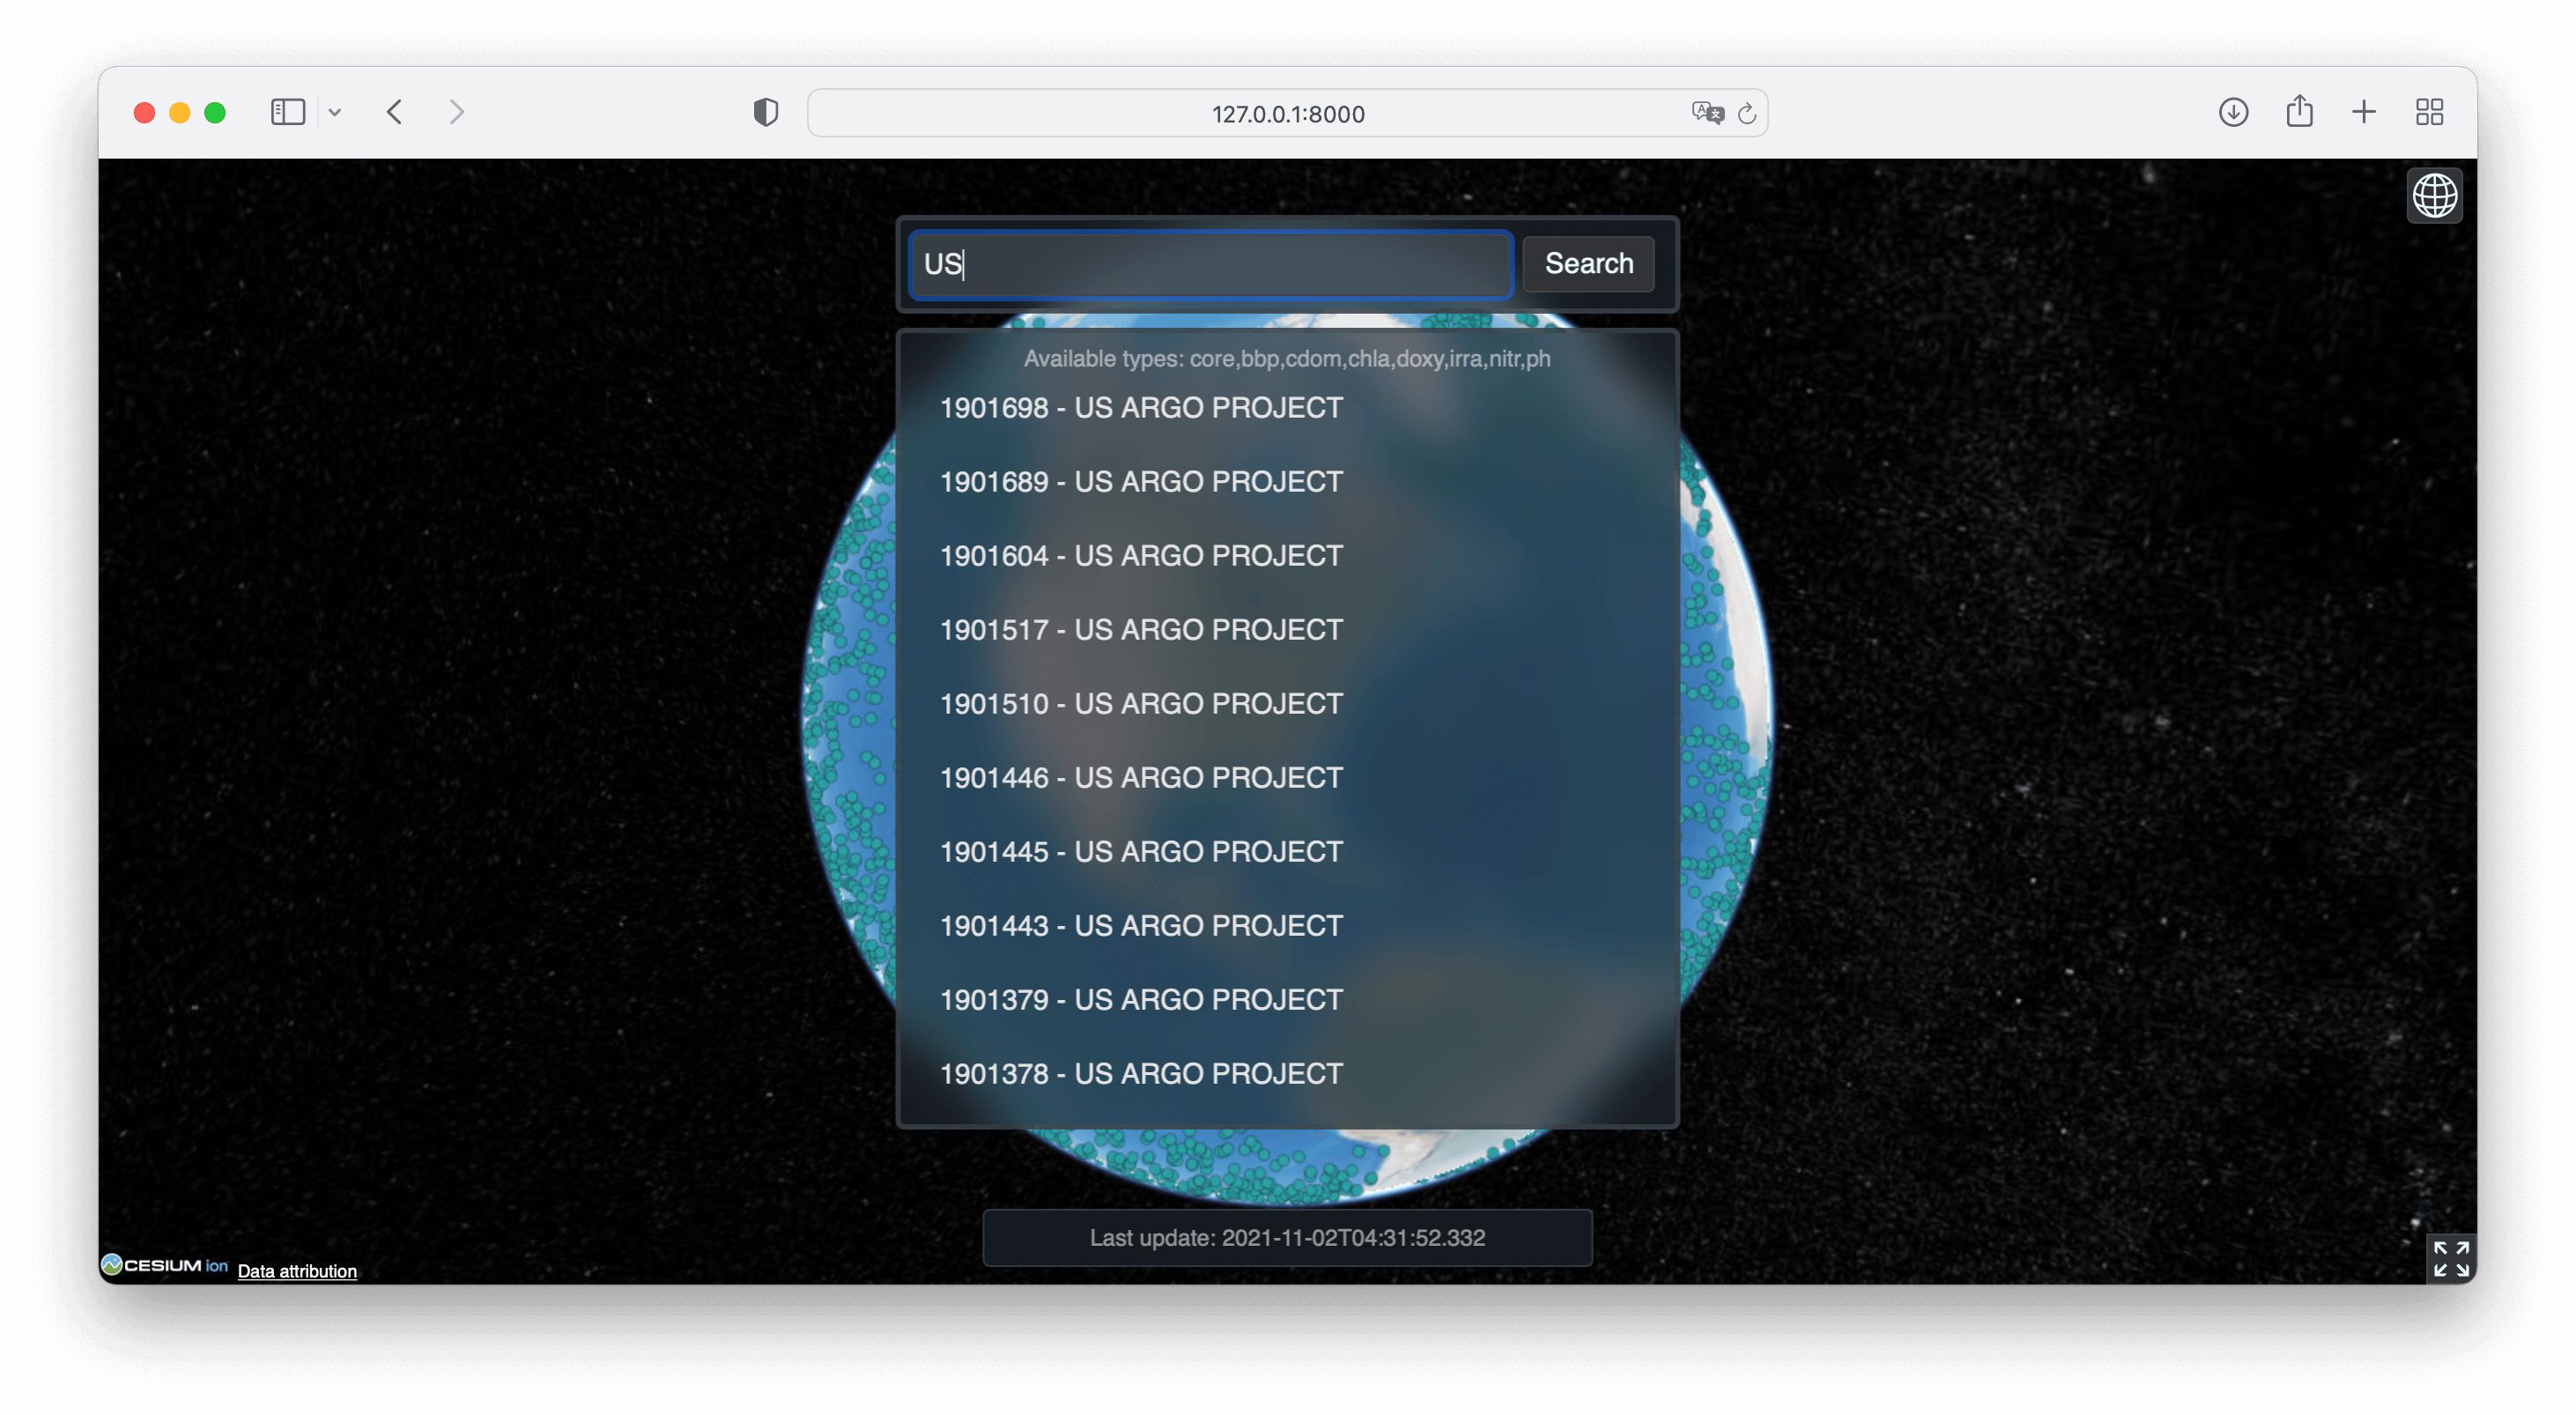 127.0.0.1:8000
US
Search
Available types: core,bbp,cdom,chla,doxy,irra,nitr,ph
1901698 - US ARGO PROJECT
1901689 - US ARGO PROJECT
1901604 - US ARGO PROJECT
1901517 - US ARGO PROJECT
1901510 - US ARGO PROJECT
1901446 - US ARGO PROJECT
1901445 - US ARGO PROJECT
1901443 - US ARGO PROJECT
1901379 - US ARGO PROJECT
1901378 - US ARGO PROJECT
Last update: 2021-11-02T04:31:52.332
CESIUM ion Data attribution